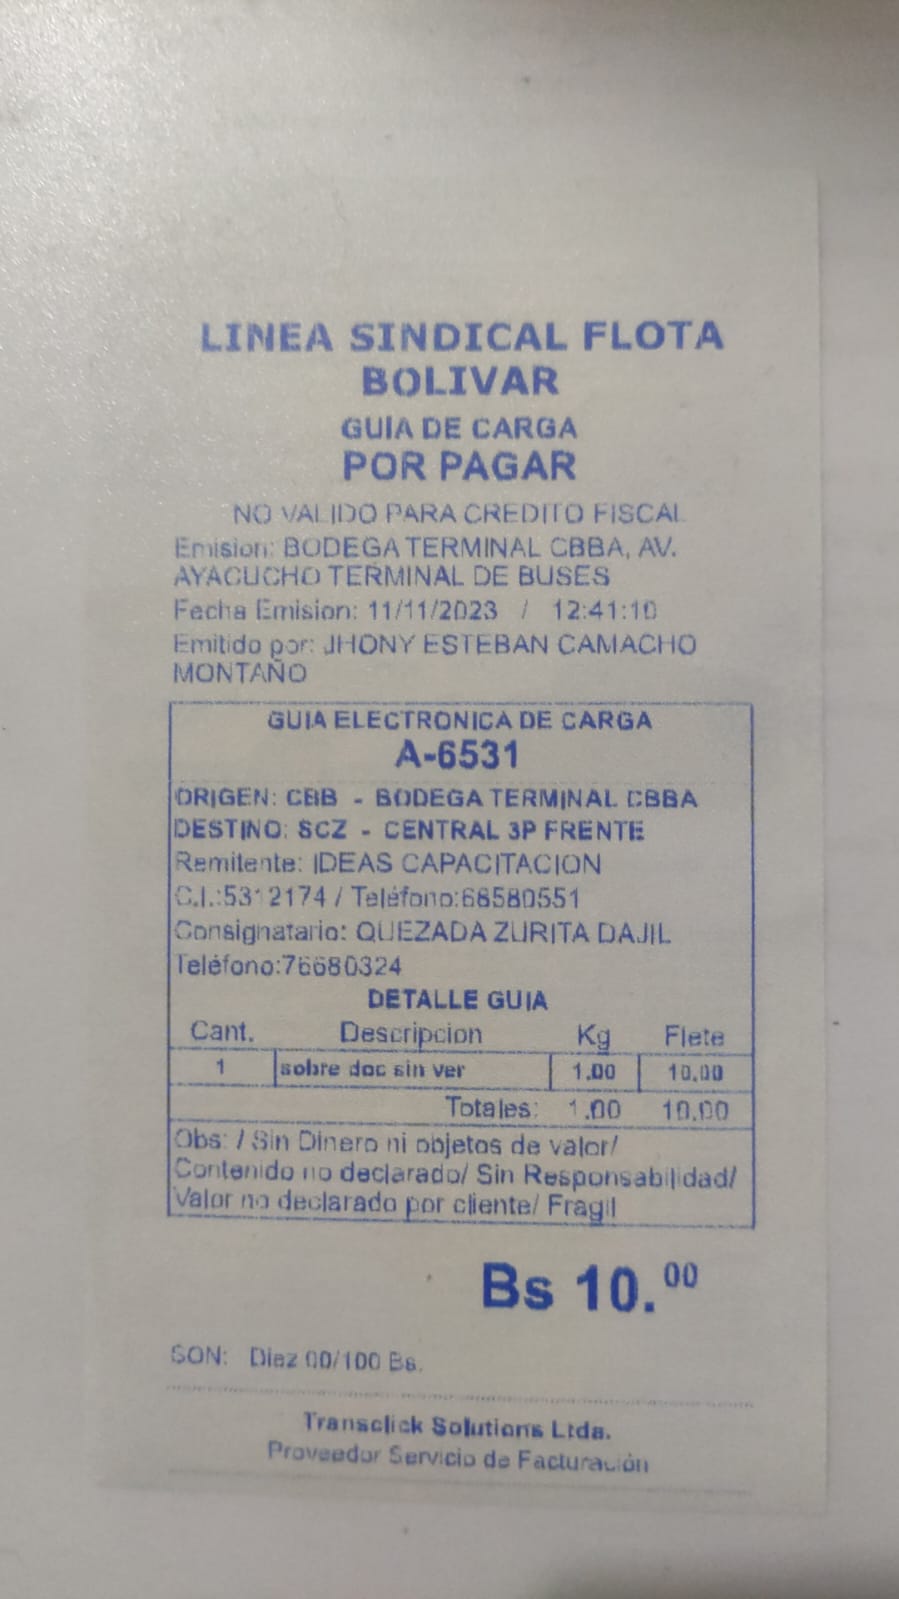 LINEA SINDICAL FLOTA
BOLIVAR
GUIA DE CARGA
POR PAGAR
NO VALIDO PARA CREDITO FISCAL
Emision: BODEGA TERMINAL CBBA, AV.
AYACUCHO TERMINAL DE BUSES
Fecha Emision: 11/11/2023 / 12:41:10
Emitido por: JHONY ESTEBAN CAMACHO
MONTAÑO
GUIA ELECTRONICA DE CARGA
A-6531
ORIGEN: CBB - BODEGA TERMINAL CBBA
DESTINO: SCZ - CENTRAL 3P FRENTE
Remitente: IDEAS CAPACITACION
C.I.:5312174 / Teléfono:68580551
Consignatario: QUEZADA ZURITA DAJIL
Teléfono:76680324
DETALLE GUIA
Cant. Descripcion Kg Flete
1 sobre doc sin ver 1.00 10.00
Totales: 1.00 10.00
Obs: / Sin Dinero ni objetos de valor/
Contenido no declarado/ Sin Responsabilidad/
Valor no declarado por cliente/ Fragil
Bs 10.00
SON: Diez 00/100 Bs.
Transclick Solutions Ltda.
Proveedor Servicio de Facturación